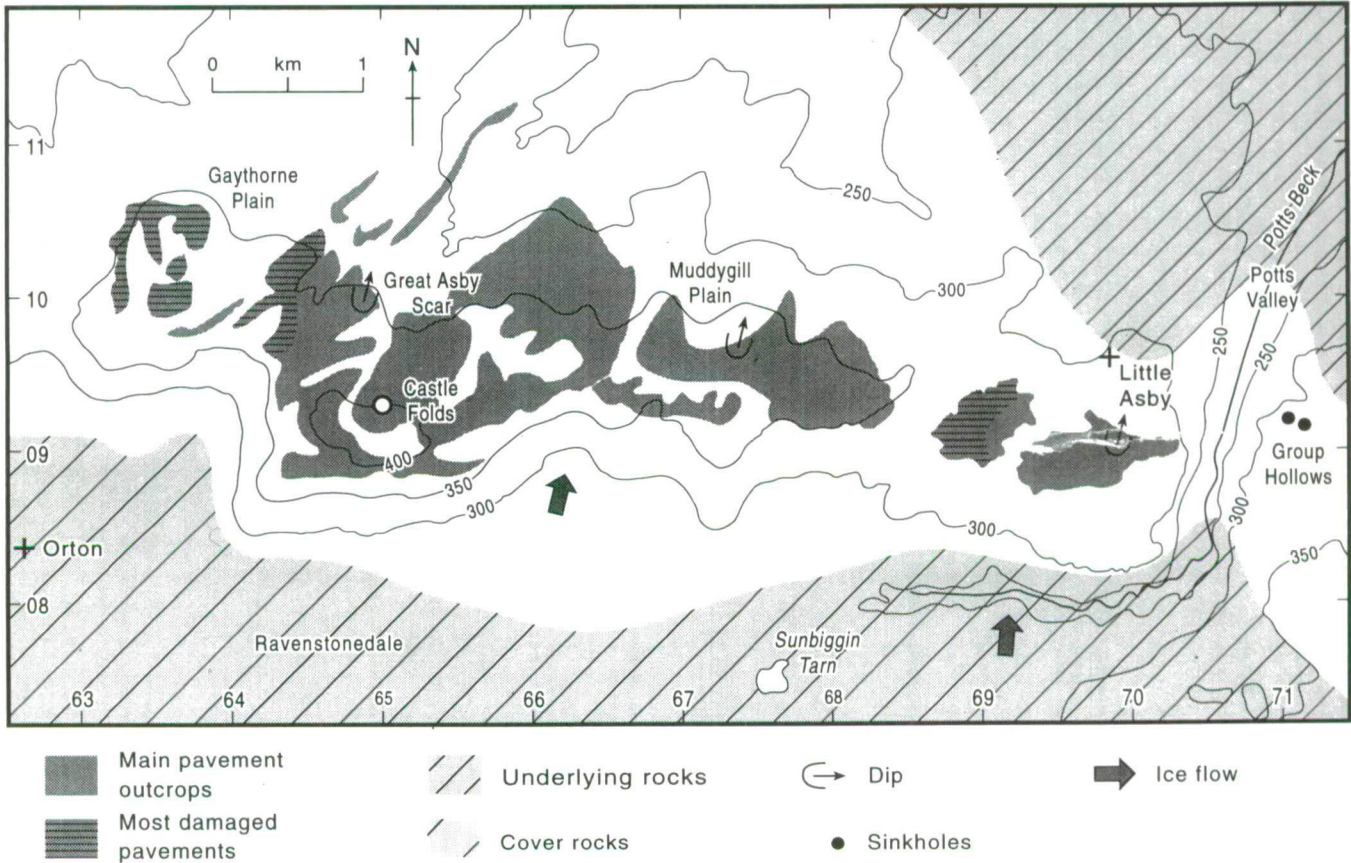 0 km 1
N
11
10
09
08
Gaythorne
Plain
250
Great Asby
Scar
Muddygill
Plain
300
Potts Beck
Potts
Valley
250
250
Castle
Folds
Little
Asby
400
350
300
300
300
Group
Hollows
350
Orton
Ravenstonedale
Sunbiggin
Tarn
63 64 65 66 67 68 69 70 71
Main pavement
outcrops
Underlying rocks
Dip
Ice flow
Most damaged
pavements
Cover rocks
Sinkholes